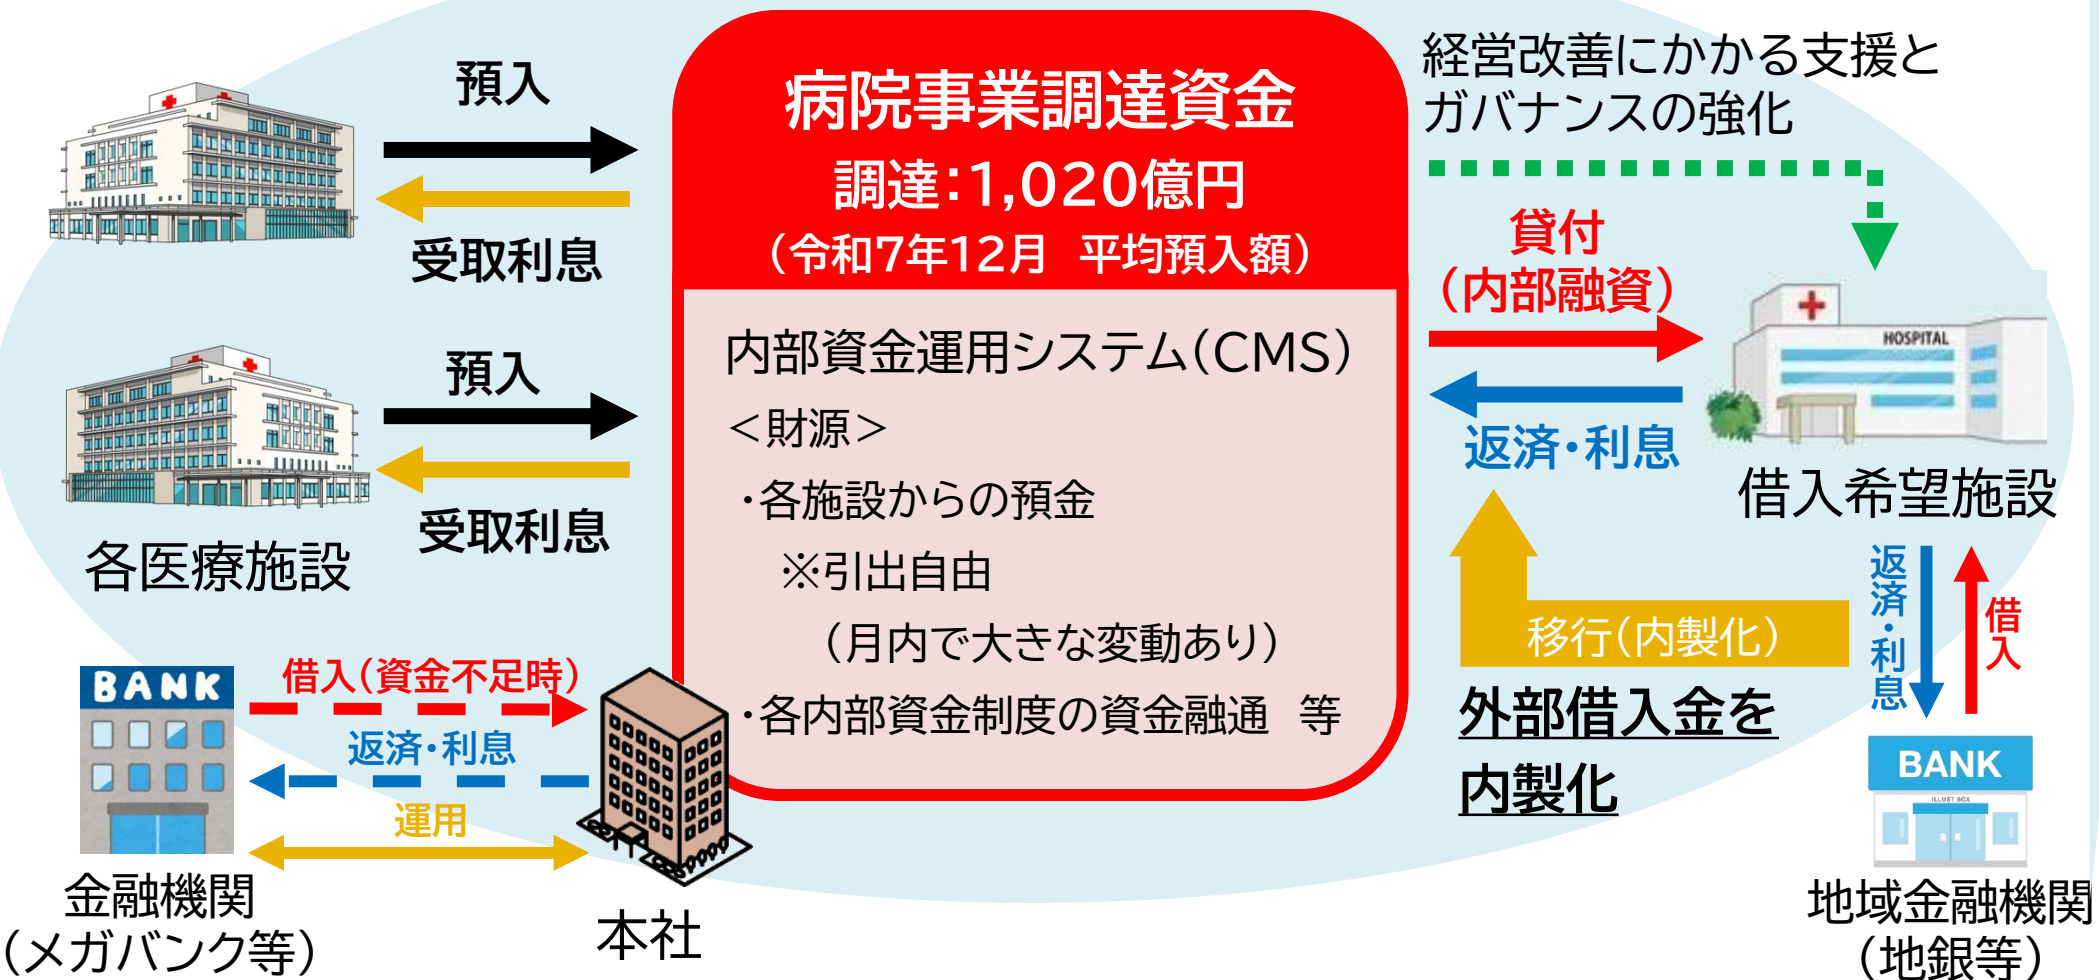 預入
受取利息
預入
受取利息
各医療施設
病院事業調達資金
調達:1,020億円
(令和7年12月　平均預入額)
内部資金運用システム(CMS)
<財源>
・各施設からの預金
※引出自由
(月内で大きな変動あり)
・各内部資金制度の資金融通　等
経営改善にかかる支援と
ガバナンスの強化
貸付
(内部融資)
返済・利息
HOSPITAL
借入希望施設
移行(内製化)
外部借入金を
内製化
返済・利息
借入
BANK
ILLUST BOX
地域金融機関
(地銀等)
BANK
借入(資金不足時)
返済・利息
運用
金融機関
(メガバンク等)
本社